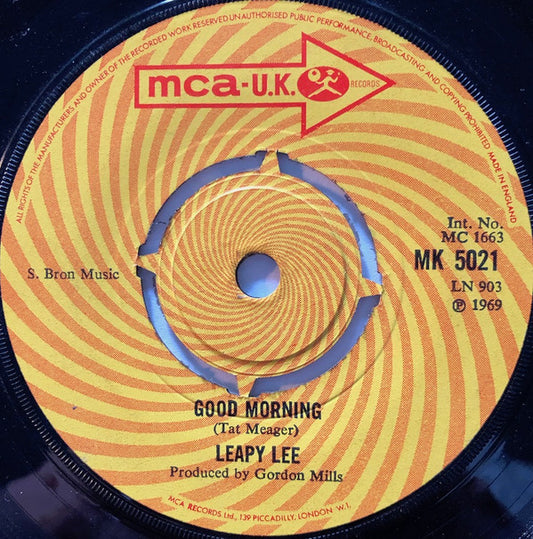 ALL RIGHTS OF THE MANUFACTURERS AND OWNER OF THE RECORDED WORK RESERVED UNAUTHORISED PUBLIC PERFORMANCE, BROADCASTING AND COPYING PROHIBITED MADE IN ENGLAND
mca-U.K.
RECORDS
Int. No.
MC 1663
MK 5021
S. Bron Music
LN 903
℗ 1969
GOOD MORNING
(Tat Meager)
LEAPY LEE
Produced by Gordon Mills
MCA RECORDS Ltd., 139 PICCADILLY, LONDON W.1.